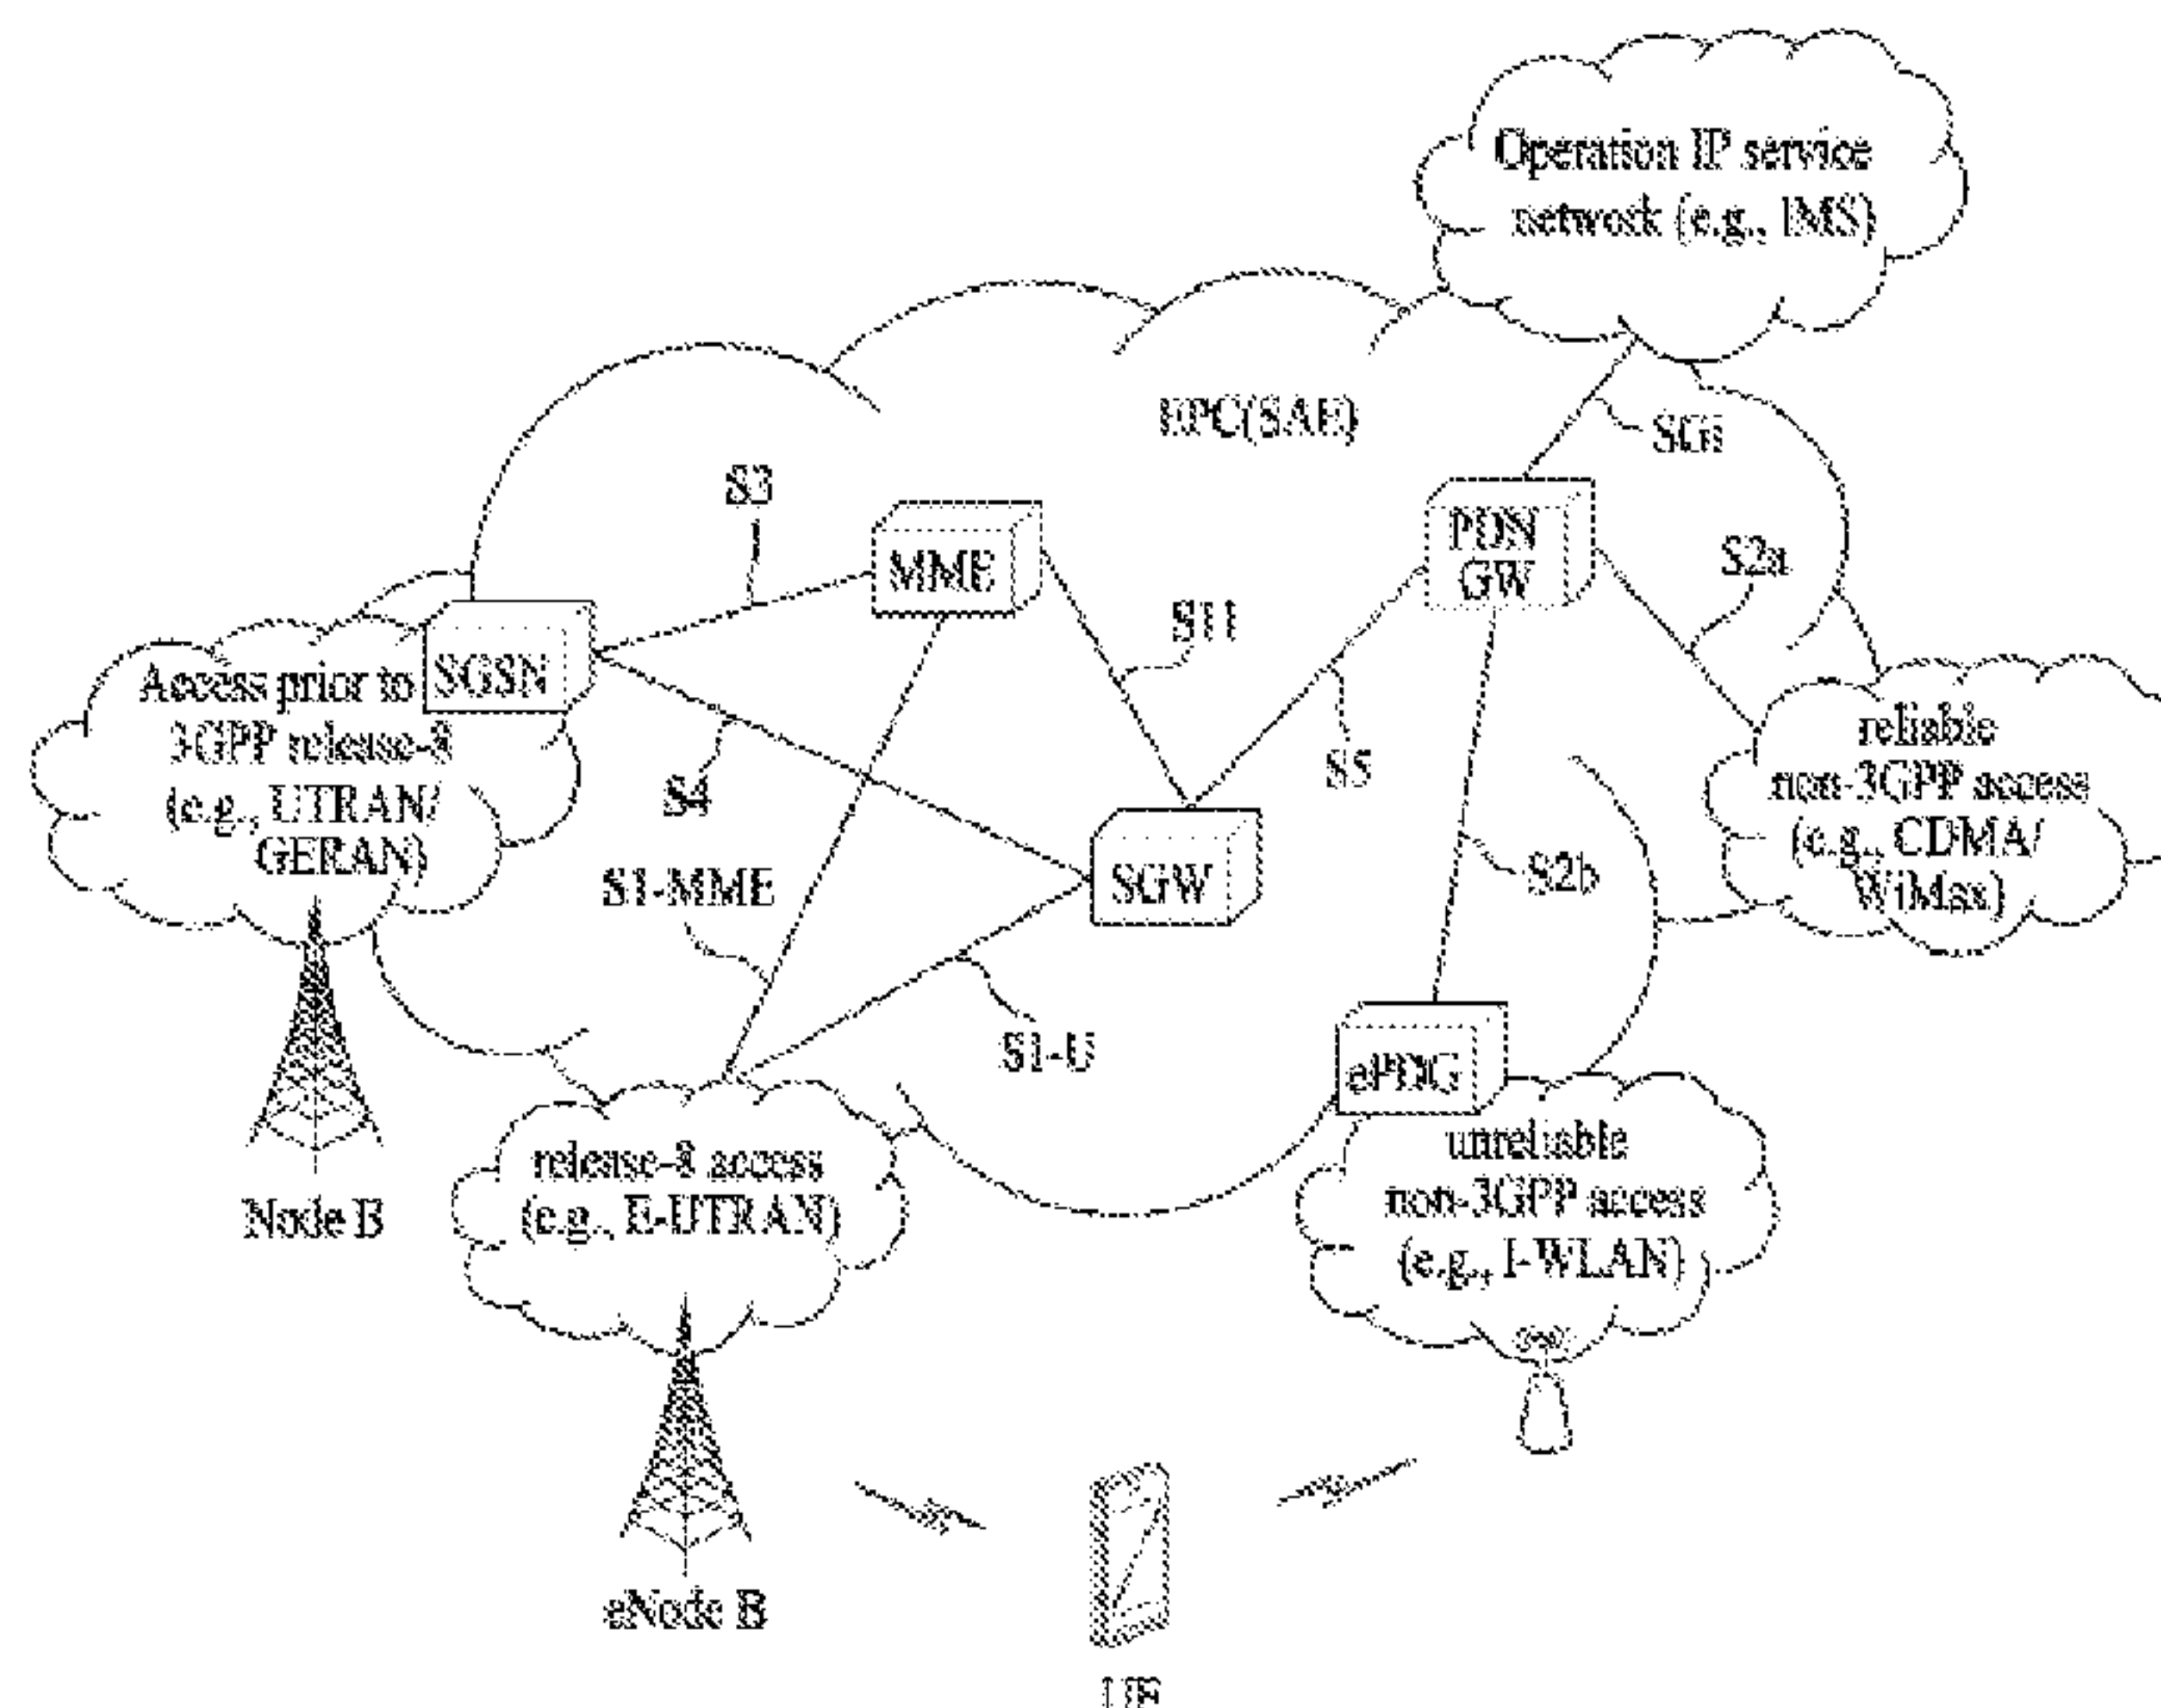 Operation IP service
network (e.g., IMS)
EPC(SAE)
SGi
S3
MME
PDN
GW
S2a
S11
SGSN
Access prior to
3GPP release-8
(e.g., UTRAN/
GERAN)
S4
S5
reliable
non-3GPP access
(e.g., CDMA/
WiMax)
S1-MME
SGW
S2b
S1-U
ePDG
Node B
release-8 access
(e.g., E-UTRAN)
unreliable
non-3GPP access
(e.g., I-WLAN)
eNode B
UE